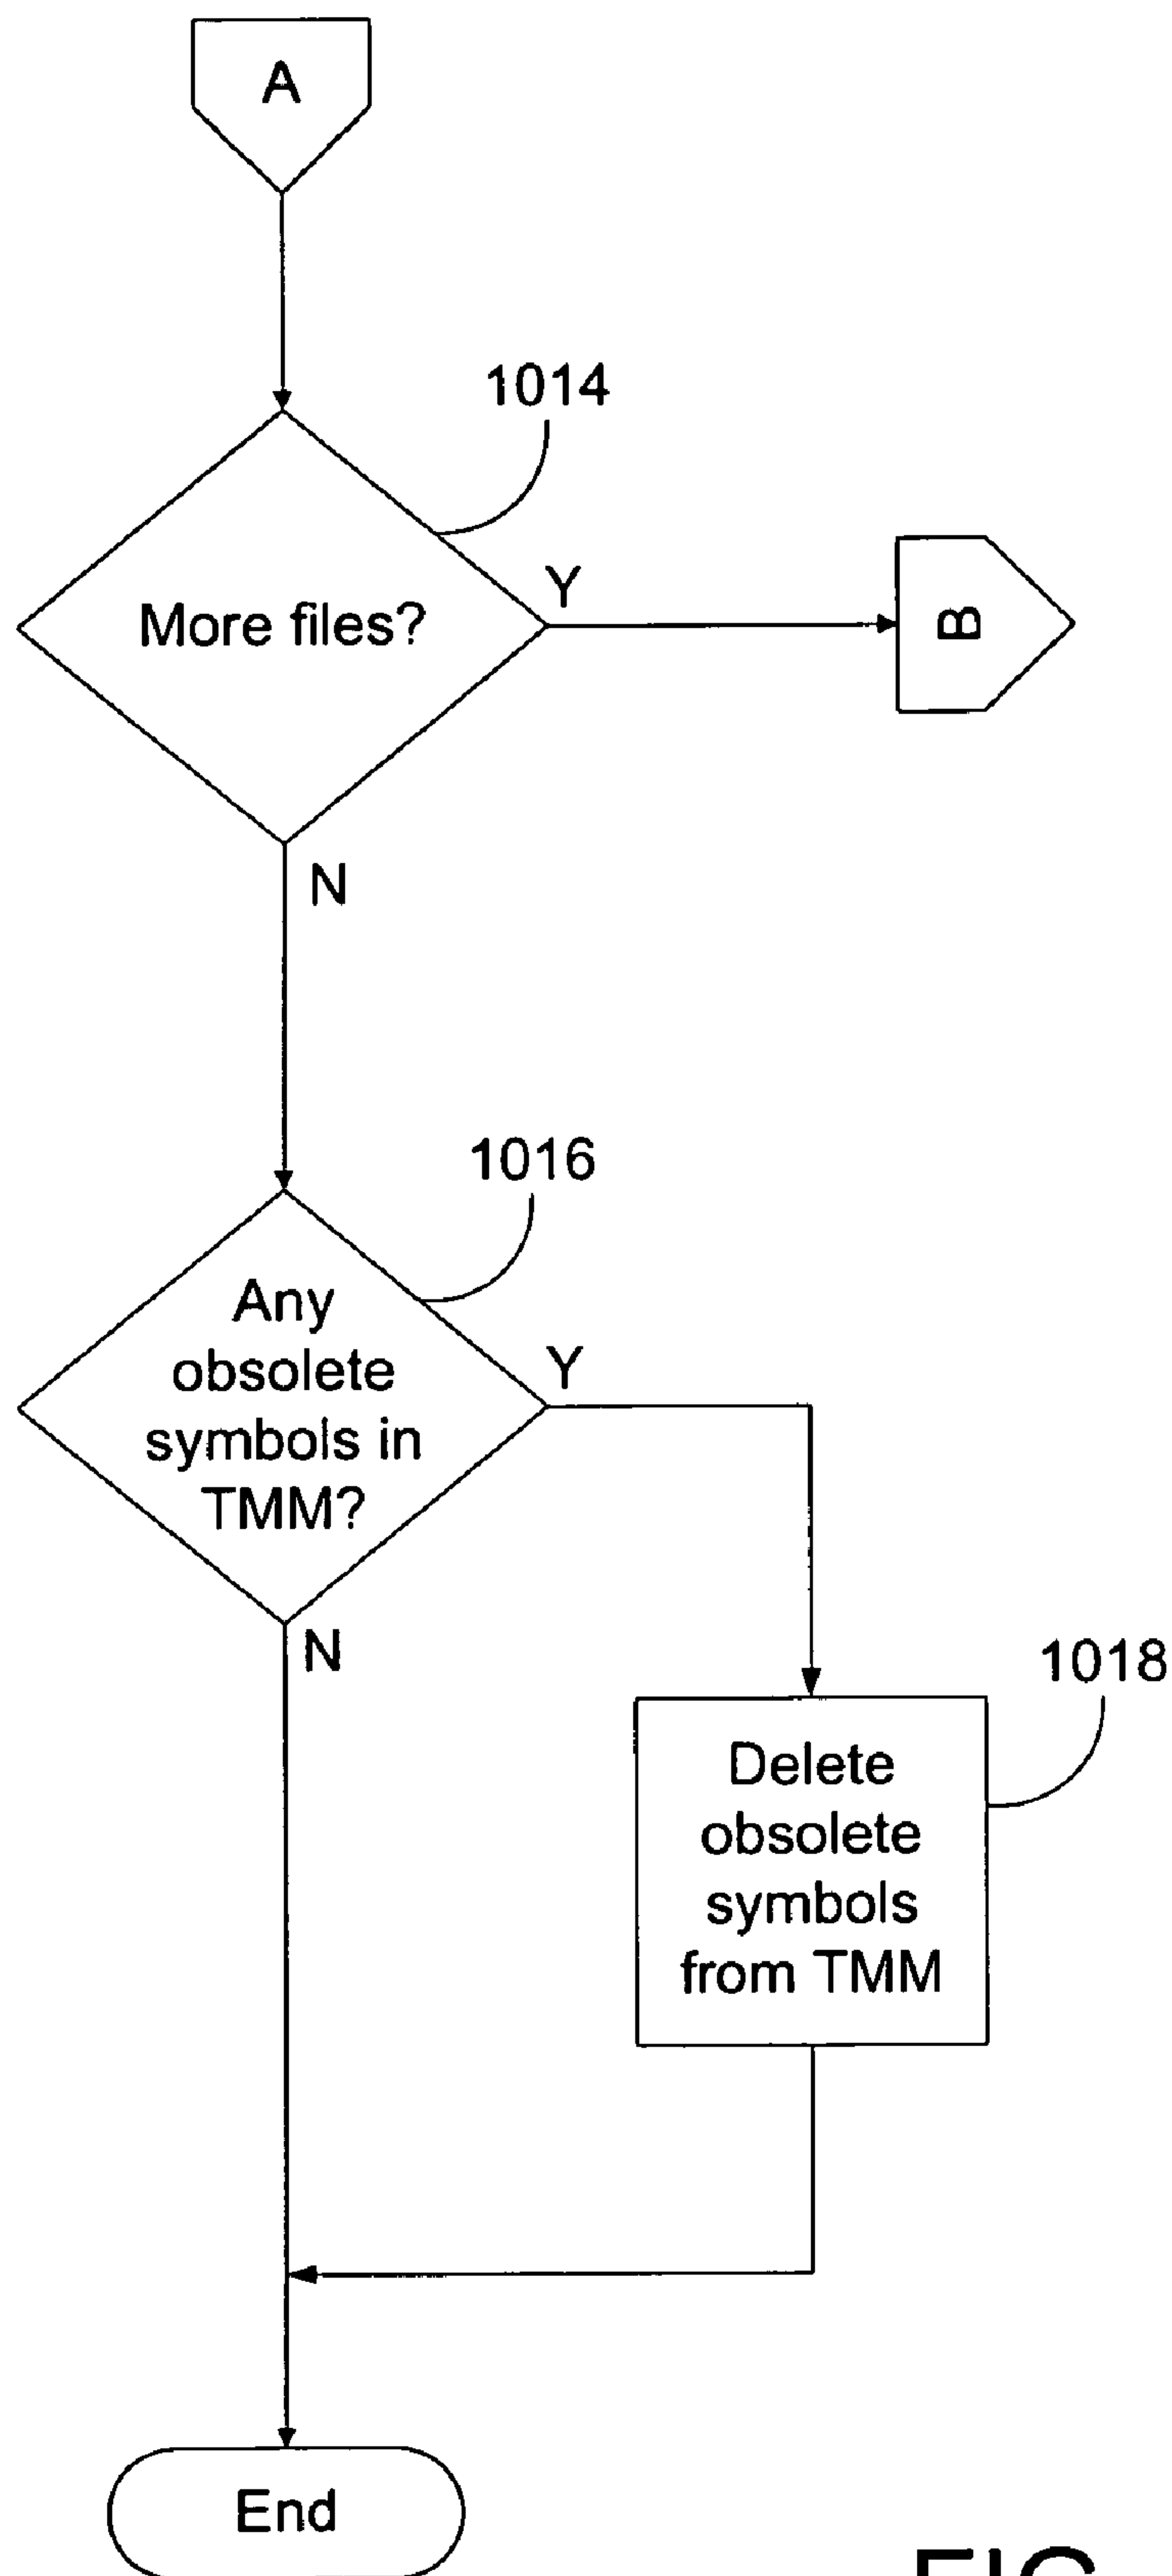 A
1014
More files?
Y
B
N
1016
Any
obsolete
symbols in
TMM?
Y
N
1018
Delete
obsolete
symbols
from TMM
End